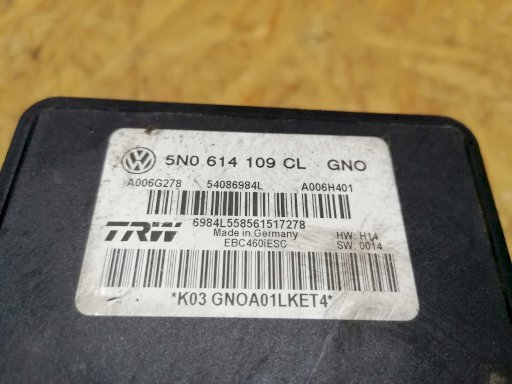 5N0 614 109 CL GNO
A006G278 54086984L A006H401
6984L558561517278
TRW Made in Germany HW: H14
EBC460iESC SW: 0014
*K03 GNOA01LKET4*